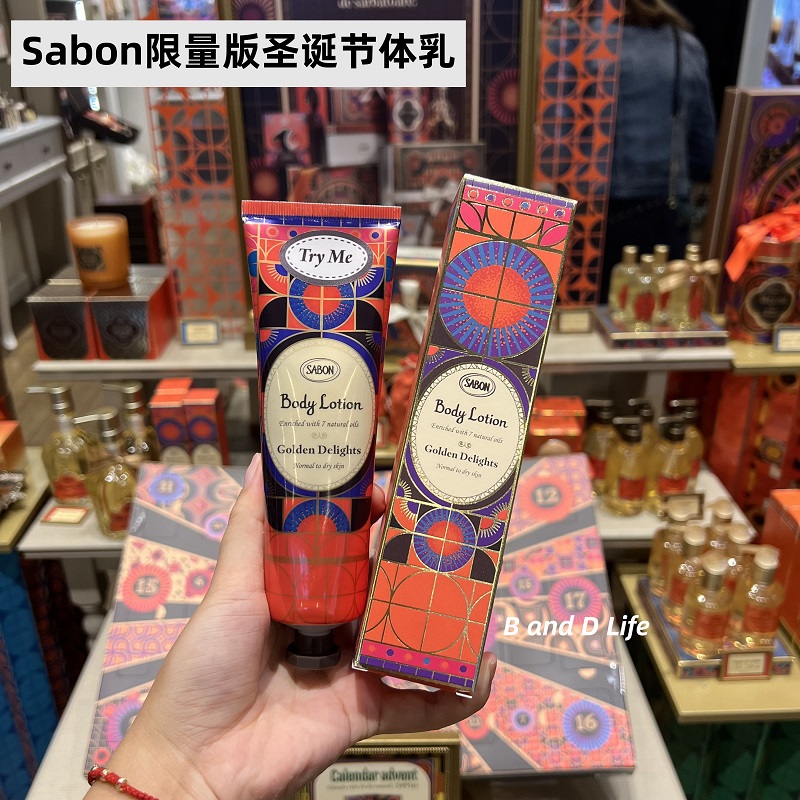 de sabbatidde
Sabon限量版圣诞节体乳
Try Me
SABON
Body Lotion
Enriched with 7 natural oils
Golden Delights
Normal to dry skin
SABON
Body Lotion
Enriched with 7 natural oils
Golden Delights
Normal to dry skin
12
15
17
16
B and D Life
Calendar advent